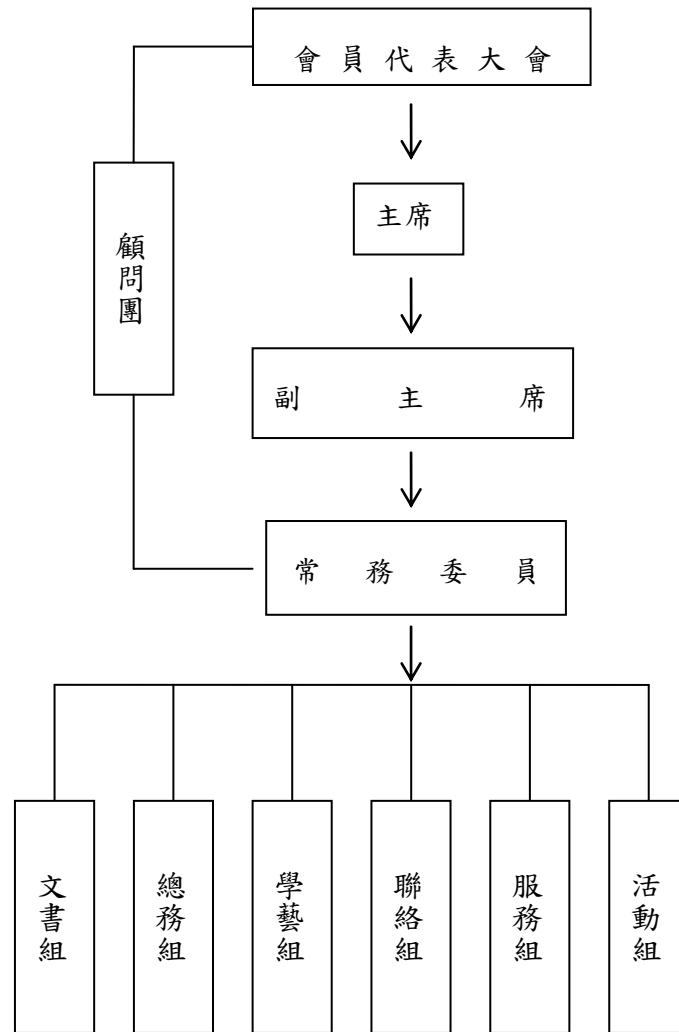 會員代表大會
主席
顧問團
副主席
常務委員
文書組
總務組
學藝組
聯絡組
服務組
活動組